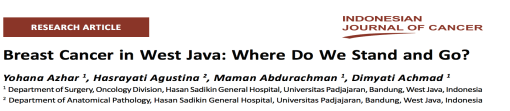 RESEARCH ARTICLE
INDONESIAN
JOURNAL OF CANCER
Breast Cancer in West Java: Where Do We Stand and Go?
Yohana Azhar ¹, Hasrayati Agustina ², Maman Abdurachman ¹, Dimyati Achmad ¹
¹ Department of Surgery, Oncology Division, Hasan Sadikin General Hospital, Universitas Padjajaran, Bandung, West Java, Indonesia
² Department of Anatomical Pathology, Hasan Sadikin General Hospital, Universitas Padjajaran, Bandung, West Java, Indonesia